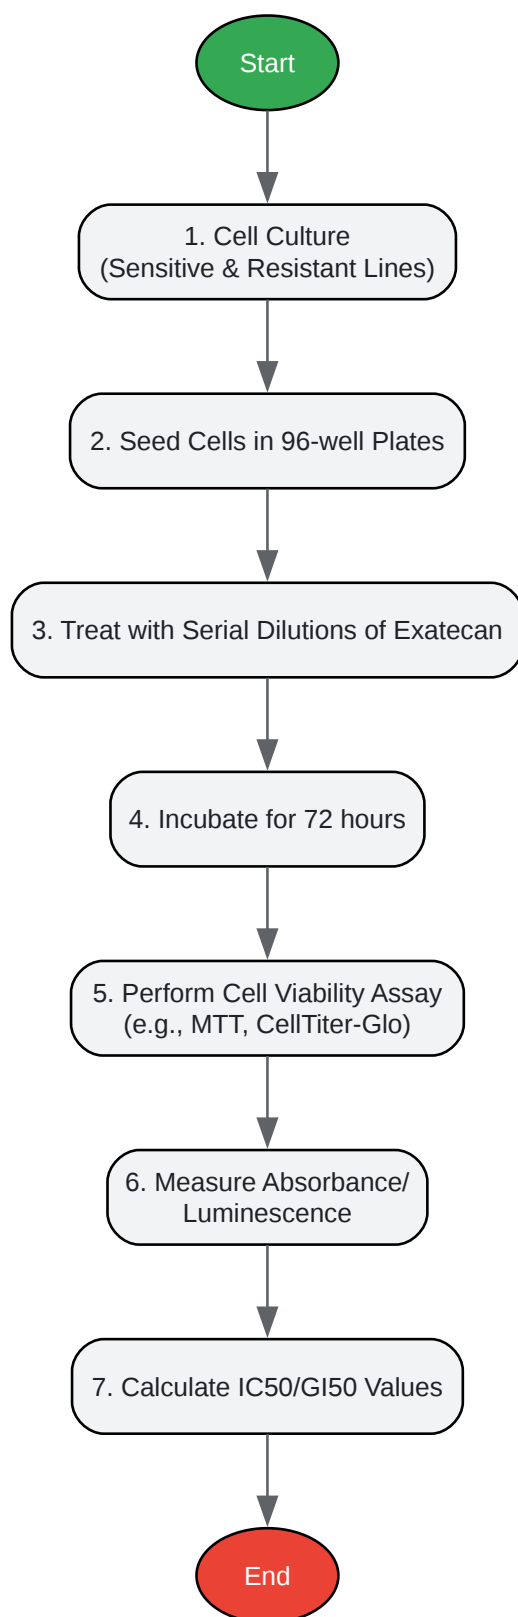 Start
1. Cell Culture
(Sensitive & Resistant Lines)
2. Seed Cells in 96-well Plates
3. Treat with Serial Dilutions of Exatecan
4. Incubate for 72 hours
5. Perform Cell Viability Assay
(e.g., MTT, CellTiter-Glo)
6. Measure Absorbance/
Luminescence
7. Calculate IC50/GI50 Values
End